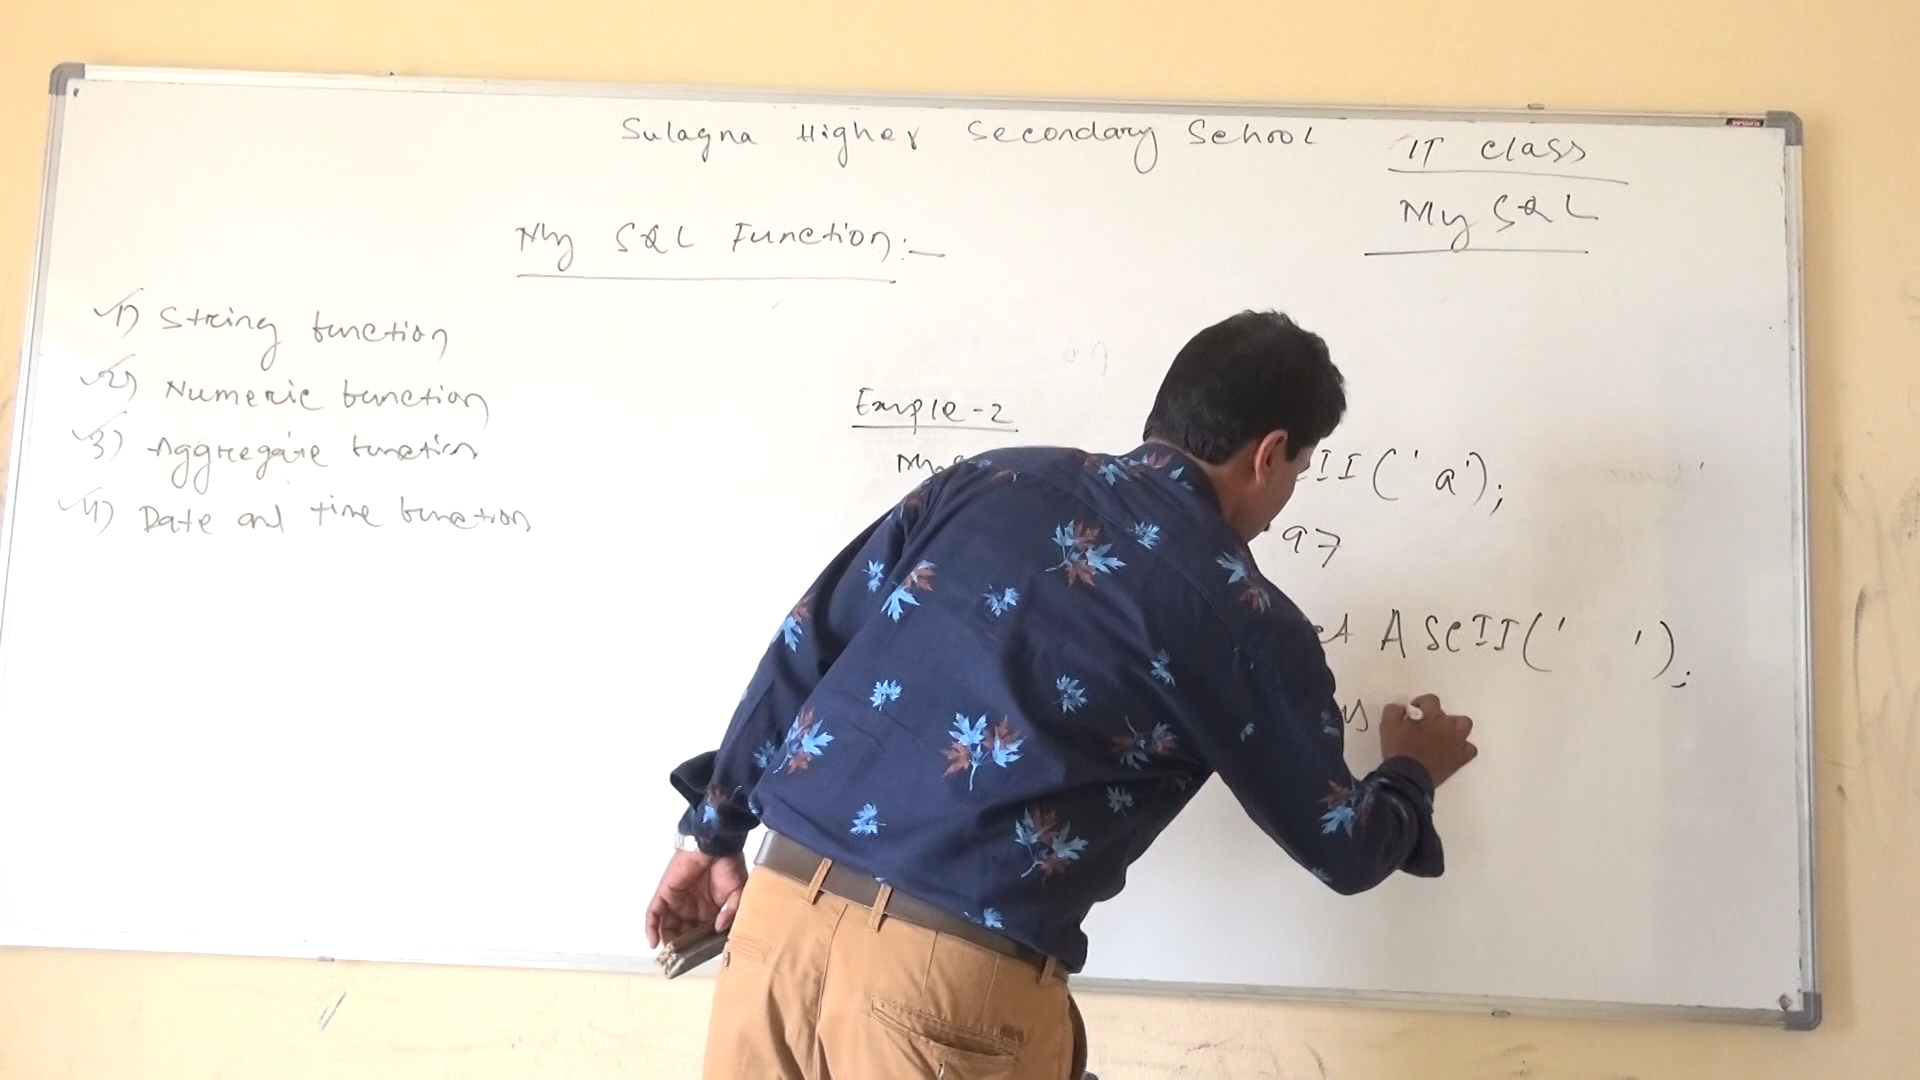 Sulagna Higher Secondary School
IT class
My SQL
My SQL Function:-
1) String function
2) Numeric function
3) Aggregate function
4) Date and time function
Example-2
II('a');
97
ASCII(' ');